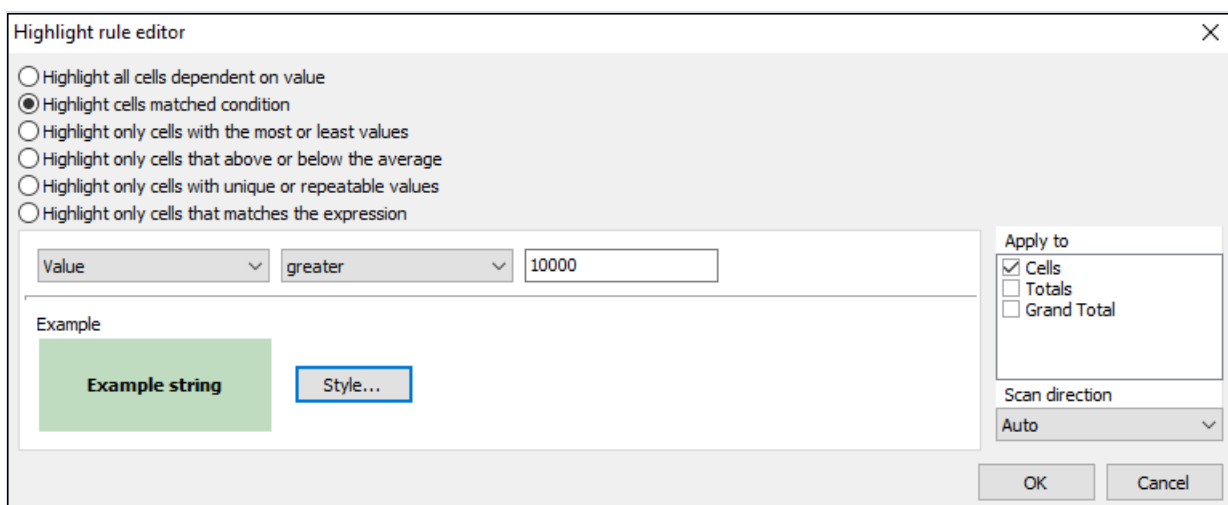 Highlight rule editor
Highlight all cells dependent on value
Highlight cells matched condition
Highlight only cells with the most or least values
Highlight only cells that above or below the average
Highlight only cells with unique or repeatable values
Highlight only cells that matches the expression
Value greater 10000
Example
Example string Style...
Apply to
Cells
Totals
Grand Total
Scan direction
Auto
OK Cancel